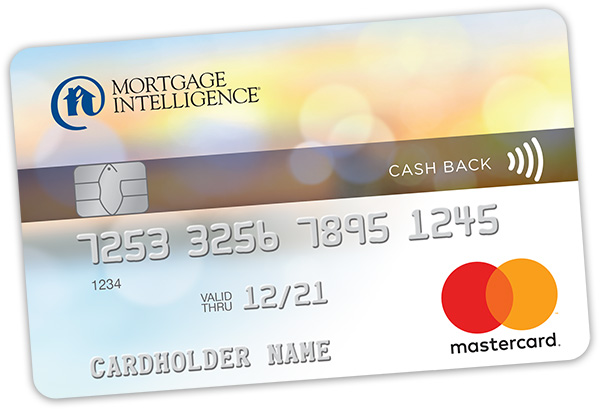 MORTGAGE
INTELLIGENCE®
CASH BACK
7253 3256 7895 1245
1234
VALID
THRU 12/21
CARDHOLDER NAME
mastercard.